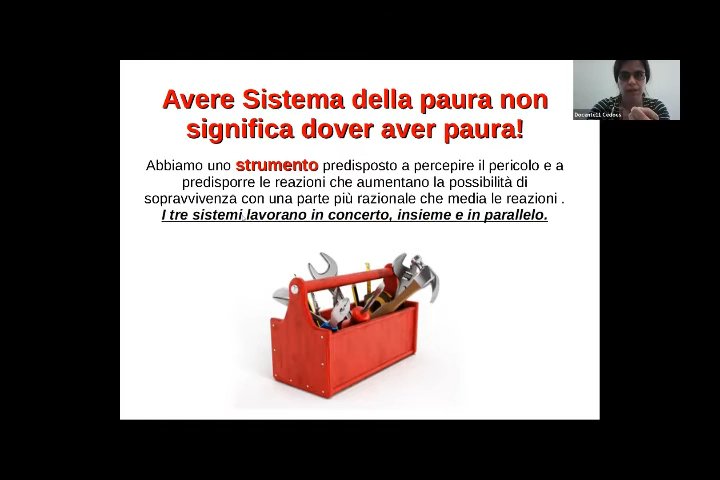 Avere Sistema della paura non
significa dover aver paura!
Abbiamo uno strumento predisposto a percepire il pericolo e a
predisporre le reazioni che aumentano la possibilità di
sopravvivenza con una parte più razionale che media le reazioni .
I tre sistemi lavorano in concerto, insieme e in parallelo.
Docente11 Cedocs